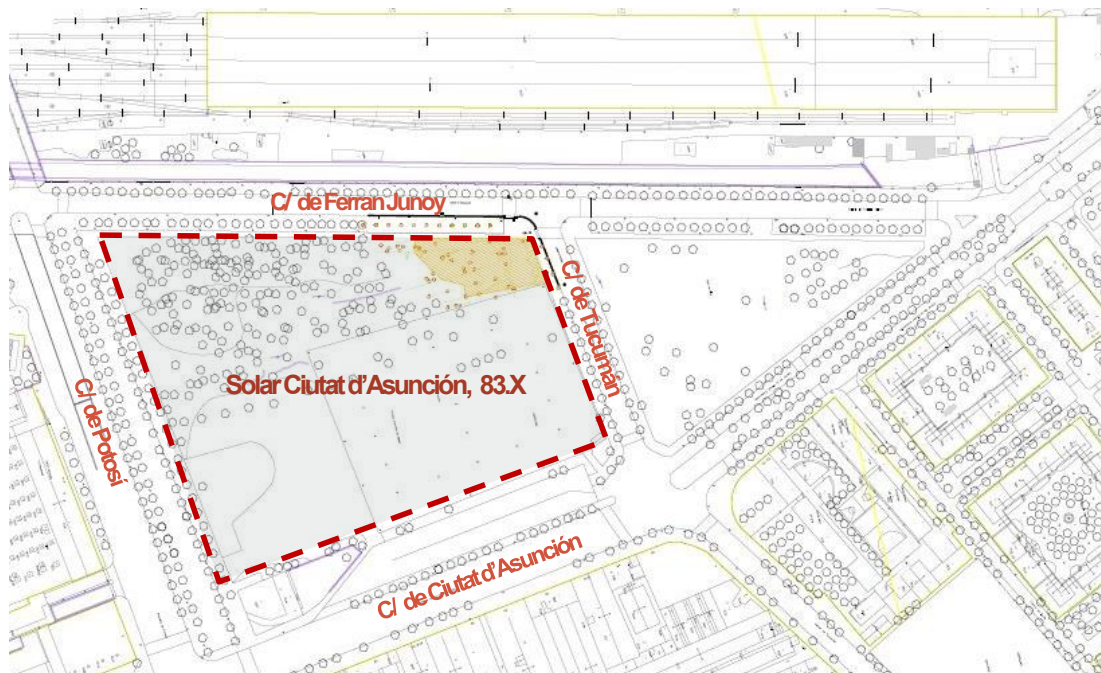 C/ de Ferran Junoy
C/ de Tucumán
Solar Ciutat d'Asunción, 83.X
C/ de Potosí
C/ de Ciutat d'Asunción